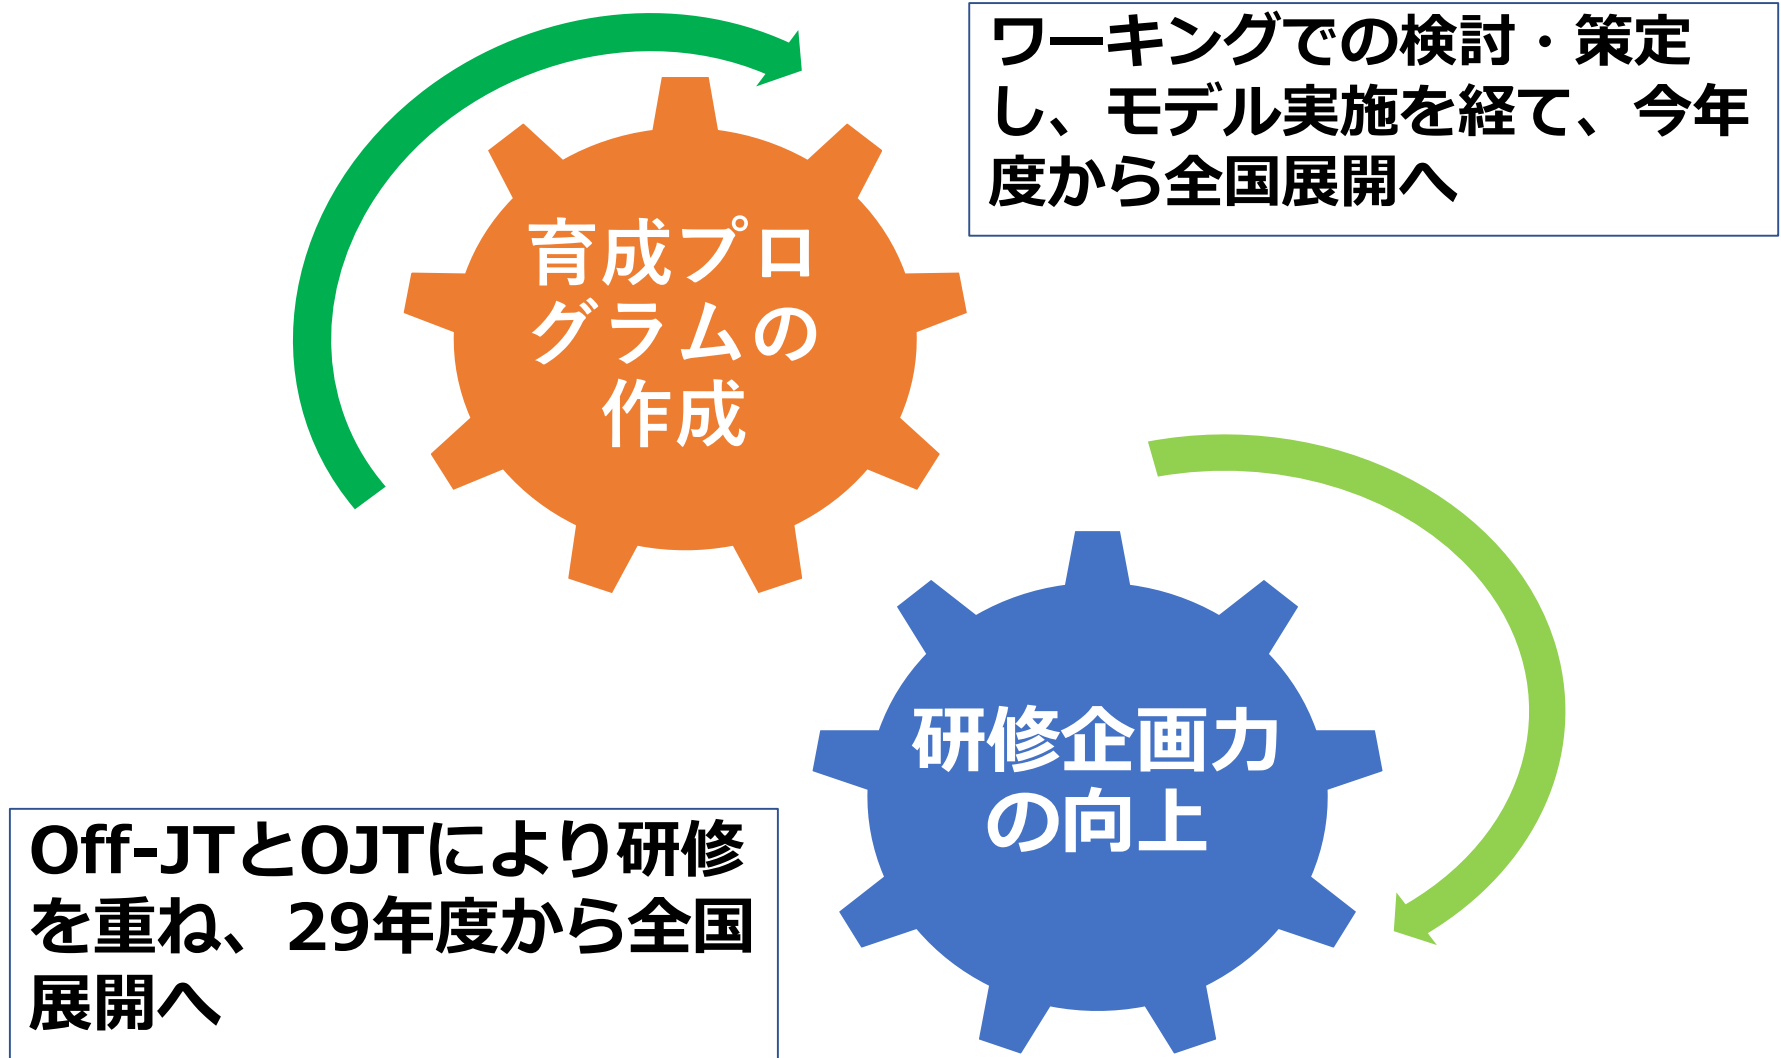 ワーキングでの検討・策定
し、モデル実施を経て、今年
度から全国展開へ
育成プロ
グラムの
作成
研修企画力
の向上
Off-JTとOJTにより研修
を重ね、29年度から全国
展開へ